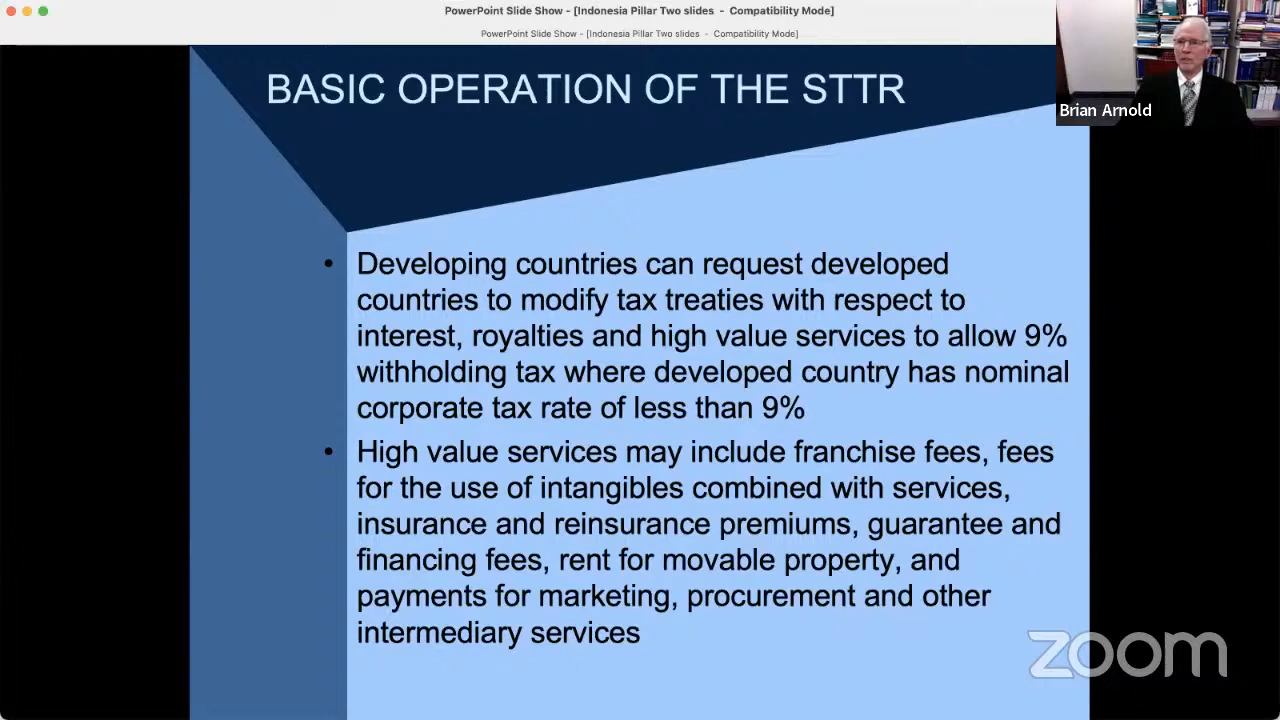 PowerPoint Slide Show - [Indonesia Pillar Two slides - Compatibility Mode]
PowerPoint Slide Show - [Indonesia Pillar Two slides - Compatibility Mode]
BASIC OPERATION OF THE STTR
Brian Arnold
• Developing countries can request developed
countries to modify tax treaties with respect to
interest, royalties and high value services to allow 9%
withholding tax where developed country has nominal
corporate tax rate of less than 9%
• High value services may include franchise fees, fees
for the use of intangibles combined with services,
insurance and reinsurance premiums, guarantee and
financing fees, rent for movable property, and
payments for marketing, procurement and other
intermediary services
zoom